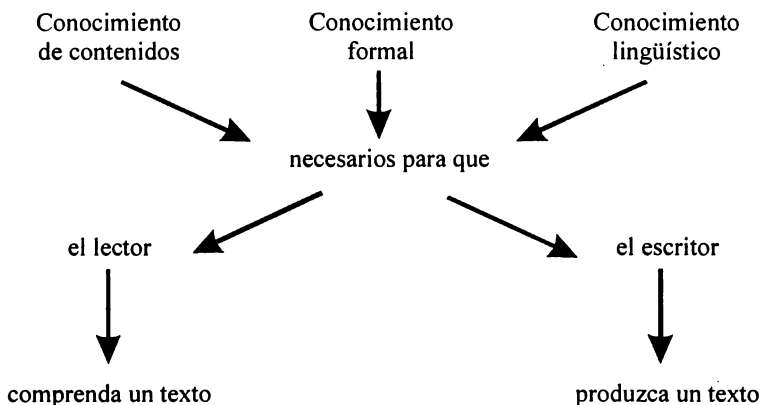 Conocimiento
de contenidos
Conocimiento
formal
Conocimiento
lingüístico
necesarios para que
el lector
el escritor
comprenda un texto
produzca un texto